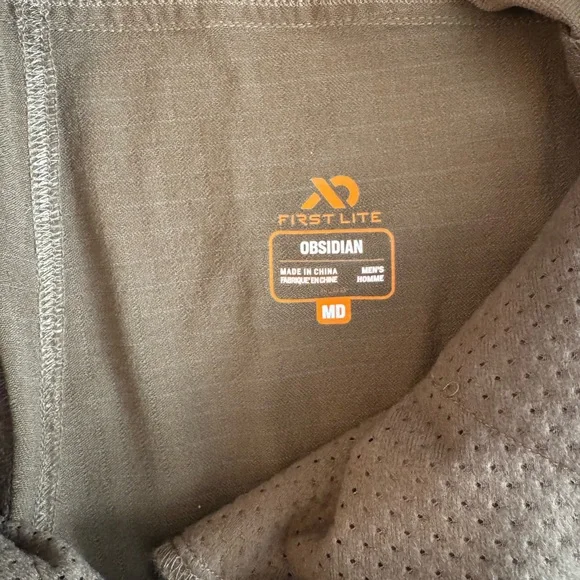 FIRST LITE
OBSIDIAN
MADE IN CHINA
FABRIQUÉ EN CHINE
MEN'S
HOMME
MD